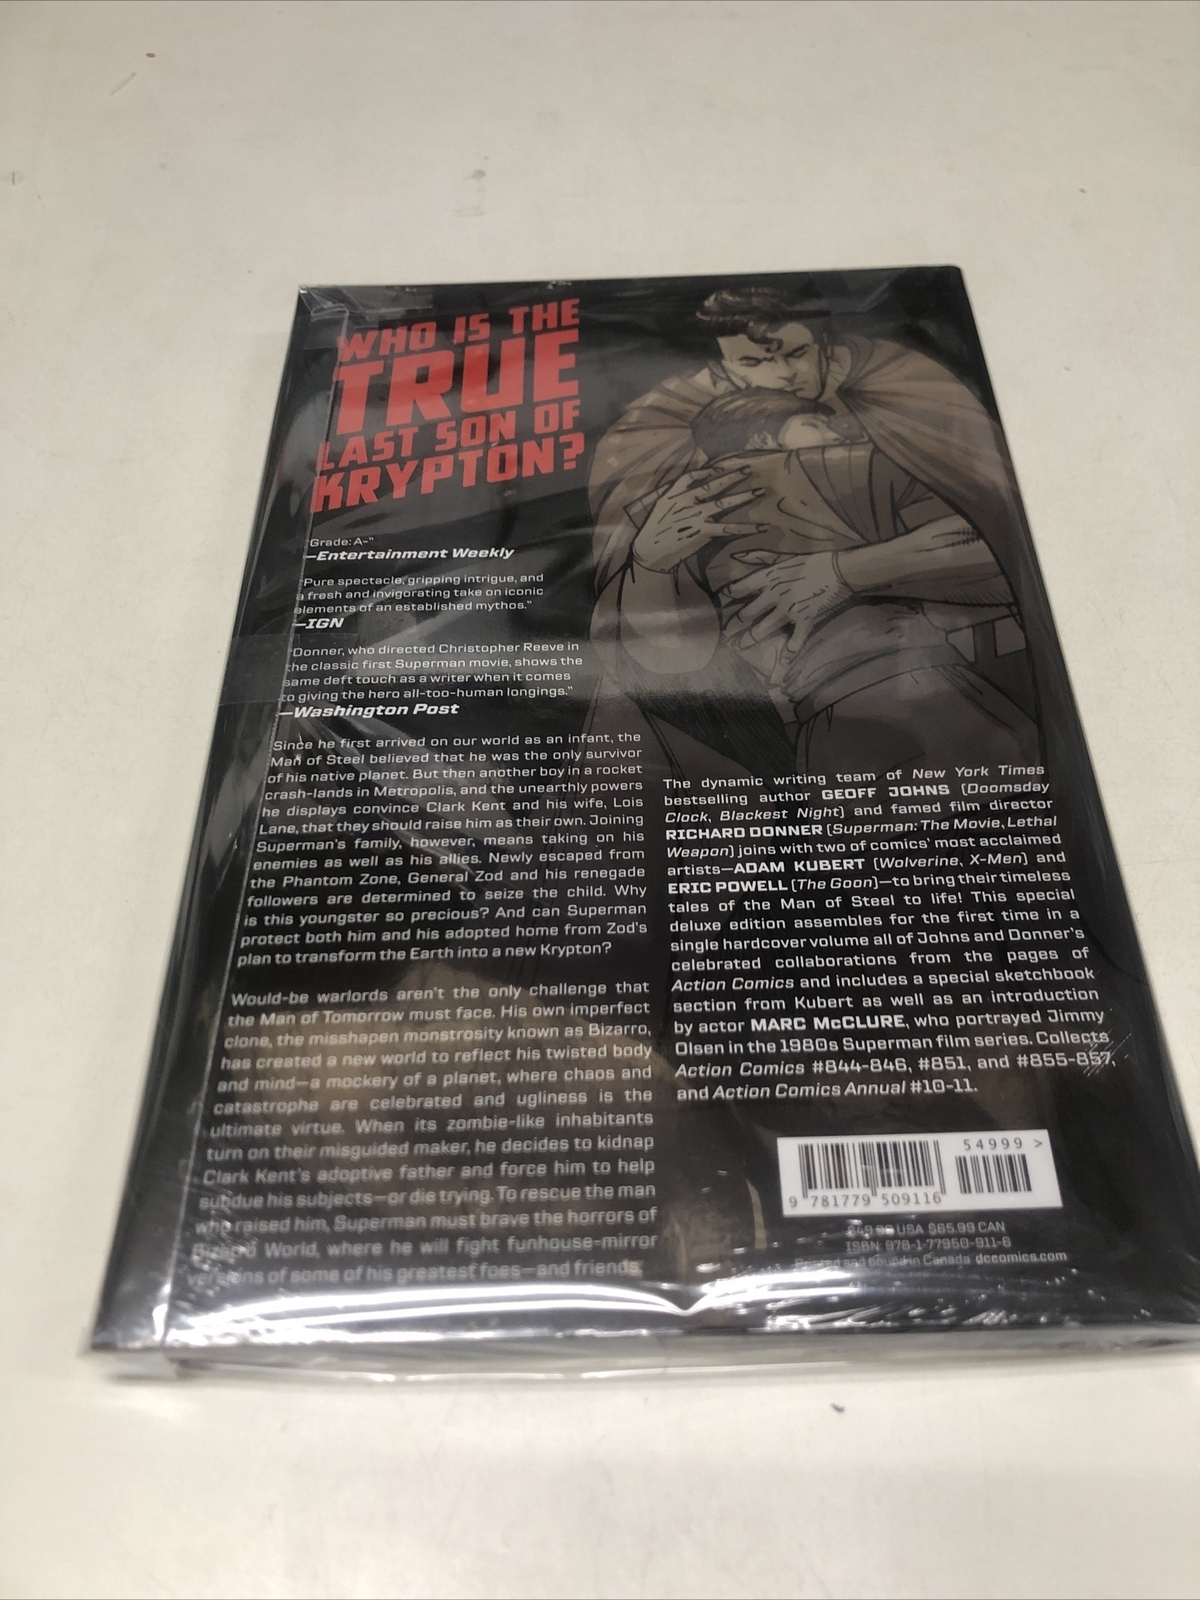 WHO IS THE
TRUE
LAST SON OF
KRYPTON?
"Grade: A-"
—Entertainment Weekly
"Pure spectacle, gripping intrigue, and
a fresh and invigorating take on iconic
elements of an established mythos."
—IGN
"Donner, who directed Christopher Reeve in
the classic first Superman movie, shows the
same deft touch as a writer when it comes
to giving the hero all-too-human longings."
—Washington Post
Since he first arrived on our world as an infant, the
Man of Steel believed that he was the only survivor
of his native planet. But then another boy in a rocket
crash-lands in Metropolis, and the unearthly powers
he displays convince Clark Kent and his wife, Lois
Lane, that they should raise him as their own. Joining
Superman's family, however, means taking on his
enemies as well as his allies. Newly escaped from
the Phantom Zone, General Zod and his renegade
followers are determined to seize the child. Why
is this youngster so precious? And can Superman
protect both him and his adopted home from Zod's
plan to transform the Earth into a new Krypton?
Would-be warlords aren't the only challenge that
the Man of Tomorrow must face. His own imperfect
clone, the misshapen monstrosity known as Bizarro,
has created a new world to reflect his twisted body
and mind—a mockery of a planet, where chaos and
catastrophe are celebrated and ugliness is the
ultimate virtue. When its zombie-like inhabitants
turn on their misguided maker, he decides to kidnap
Clark Kent's adoptive father and force him to help
subdue his subjects—or die trying. To rescue the man
who raised him, Superman must brave the horrors of
Bizarro World, where he will fight funhouse-mirror
versions of some of his greatest foes—and friends.
The dynamic writing team of New York Times
bestselling author GEOFF JOHNS (Doomsday
Clock, Blackest Night) and famed film director
RICHARD DONNER (Superman: The Movie, Lethal
Weapon) joins with two of comics' most acclaimed
artists—ADAM KUBERT (Wolverine, X-Men) and
ERIC POWELL (The Goon)—to bring their timeless
tales of the Man of Steel to life! This special
deluxe edition assembles for the first time in a
single hardcover volume all of Johns and Donner's
celebrated collaborations from the pages of
Action Comics and includes a special sketchbook
section from Kubert as well as an introduction
by actor MARC McCLURE, who portrayed Jimmy
Olsen in the 1980s Superman film series. Collects
Action Comics #844-846, #851, and #855-857,
and Action Comics Annual #10-11.
54999 >
9 781779 509116
$49.99 USA $65.99 CAN
ISBN: 978-1-77950-911-6
Printed and bound in Canada dccomics.com